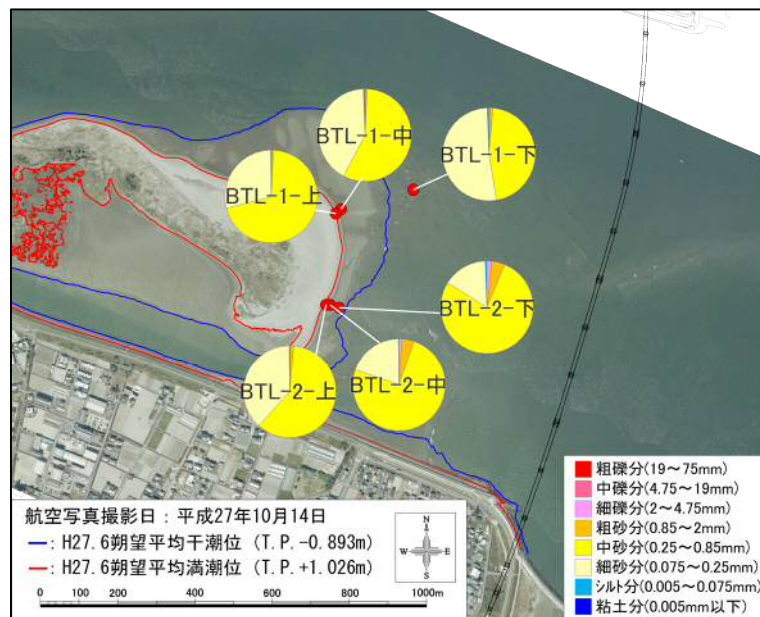 BTL-1-中
BTL-1-下
BTL-1-上
BTL-2-下
BTL-2-上
BTL-2-中
航空写真撮影日：平成27年10月14日
―：H27.6朔望平均干潮位（T.P.-0.893m）
―：H27.6朔望平均満潮位（T.P.+1.026m）
N
W E
S
0 200 400 600 800 1000m
粗礫分(19～75mm)
中礫分(4.75～19mm)
細礫分(2～4.75mm)
粗砂分(0.85～2mm)
中砂分(0.25～0.85mm)
細砂分(0.075～0.25mm)
シルト分(0.005～0.075mm)
粘土分(0.005mm以下)